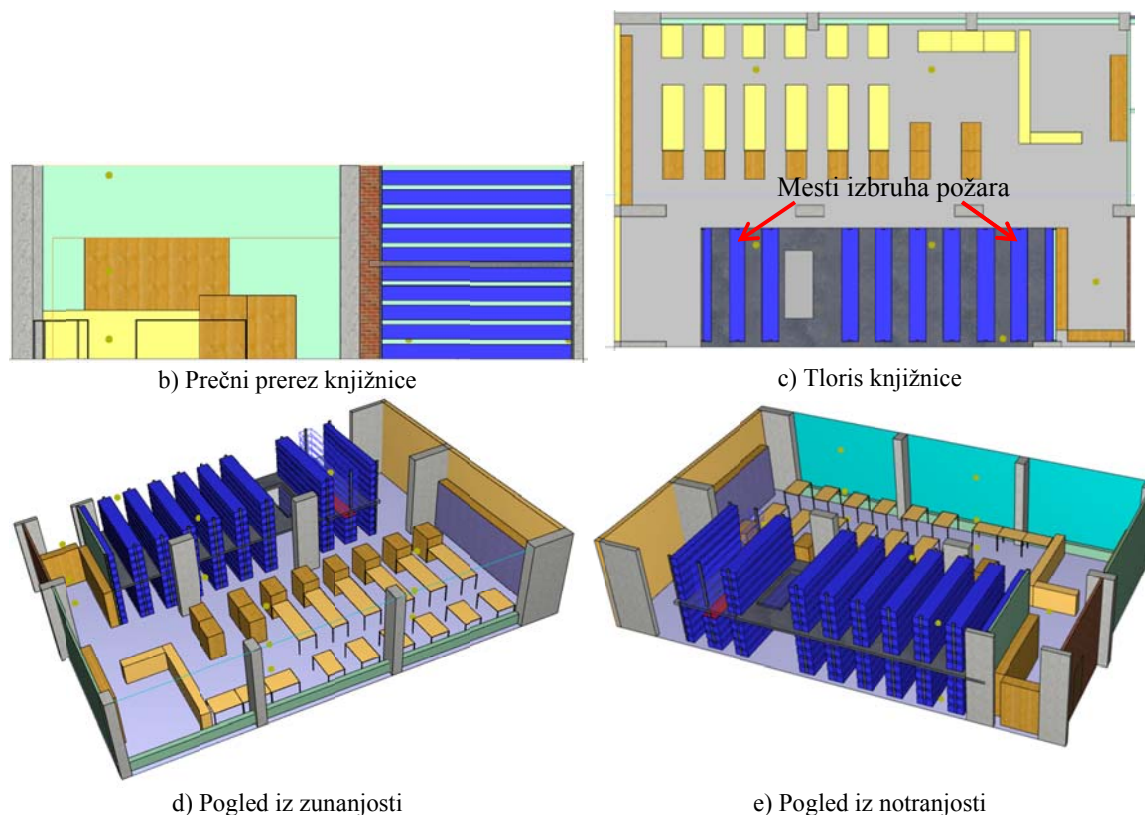 Mesti izbruha požara
b) Prečni prerez knjižnice
c) Tloris knjižnice
d) Pogled iz zunanjosti
e) Pogled iz notranjosti